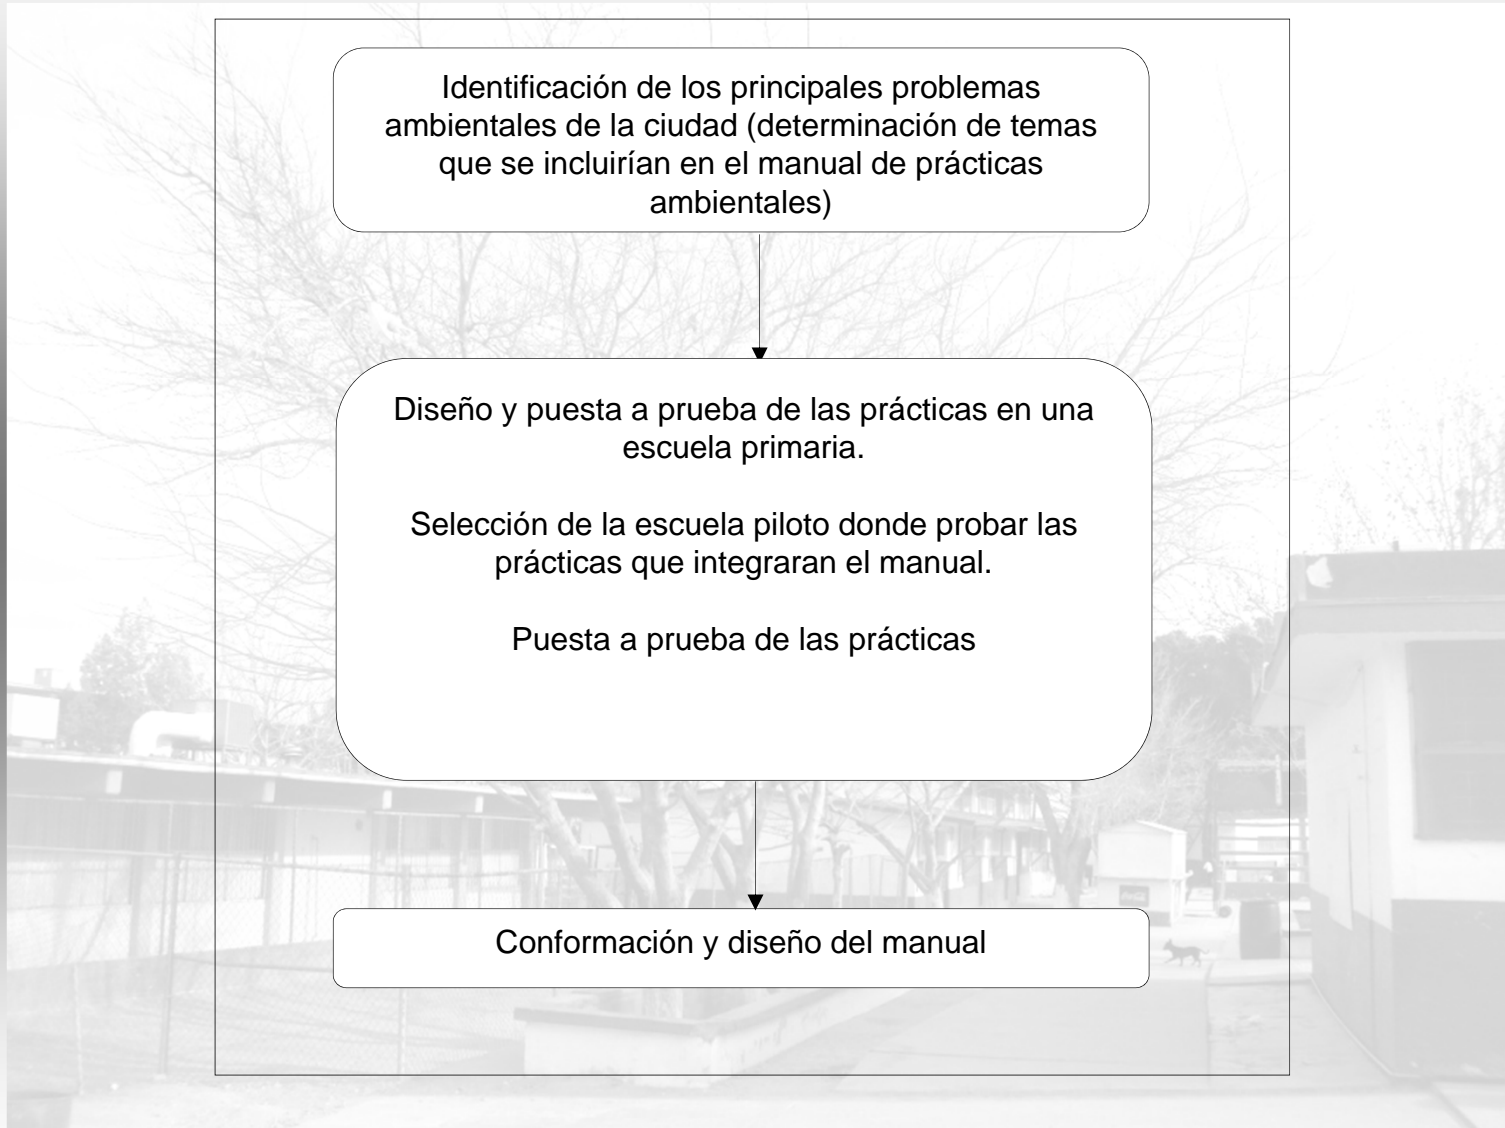 Identificación de los principales problemas
ambientales de la ciudad (determinación de temas
que se incluirían en el manual de prácticas
ambientales)
Diseño y puesta a prueba de las prácticas en una
escuela primaria.
Selección de la escuela piloto donde probar las
prácticas que integraran el manual.
Puesta a prueba de las prácticas
Conformación y diseño del manual